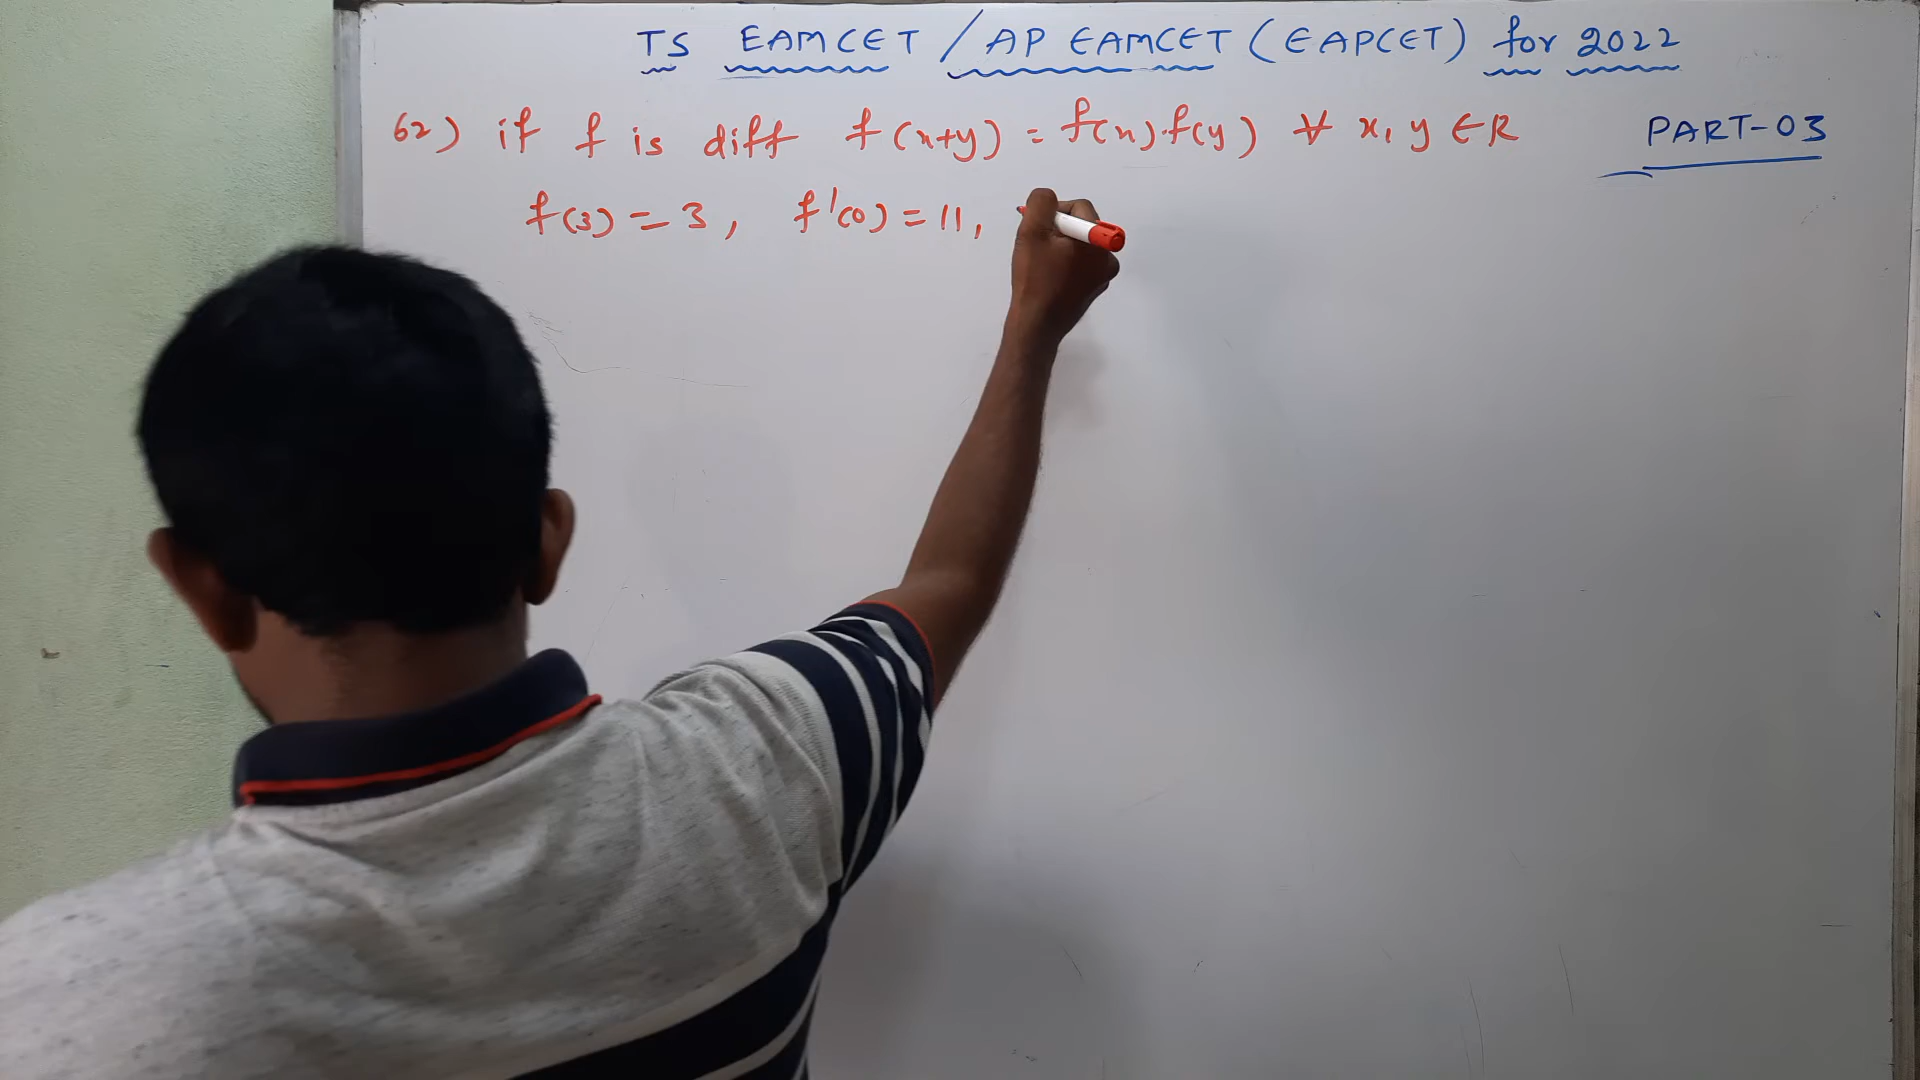 TS EAMCET / AP EAMCET (EAPCET) for 2022
62) if f is diff f(x+y) = f(x).f(y) ∀ x, y ∈ R
PART-03
f(3) = 3, f'(0) = 11,